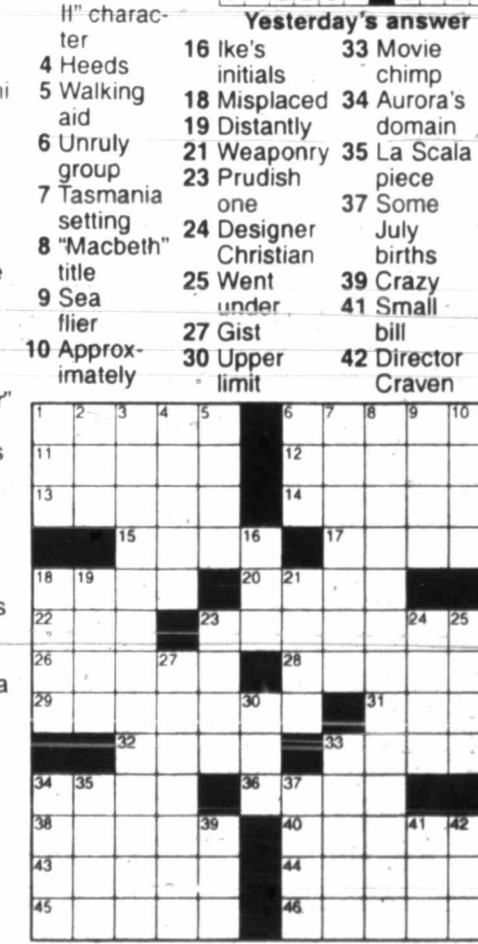 II" charac-
ter
4 Heeds
5 Walking
aid
6 Unruly
group
7 Tasmania
setting
8 "Macbeth"
title
9 Sea
flier
10 Approx-
imately
Yesterday's answer
16 Ike's
initials
18 Misplaced
19 Distantly
21 Weaponry
23 Prudish
one
24 Designer
Christian
25 Went
under
27 Gist
30 Upper
limit
33 Movie
chimp
34 Aurora's
domain
35 La Scala
piece
37 Some
July
births
39 Crazy
41 Small
bill
42 Director
Craven
1 2 3 4 5 6 7 8 9 10
11 12
13 14
15 16 17
18 19 20 21
22 23 24 25
26 27 28
29 30 31
32 33
34 35 36 37
38 39 40 41 42
43 44
45 46